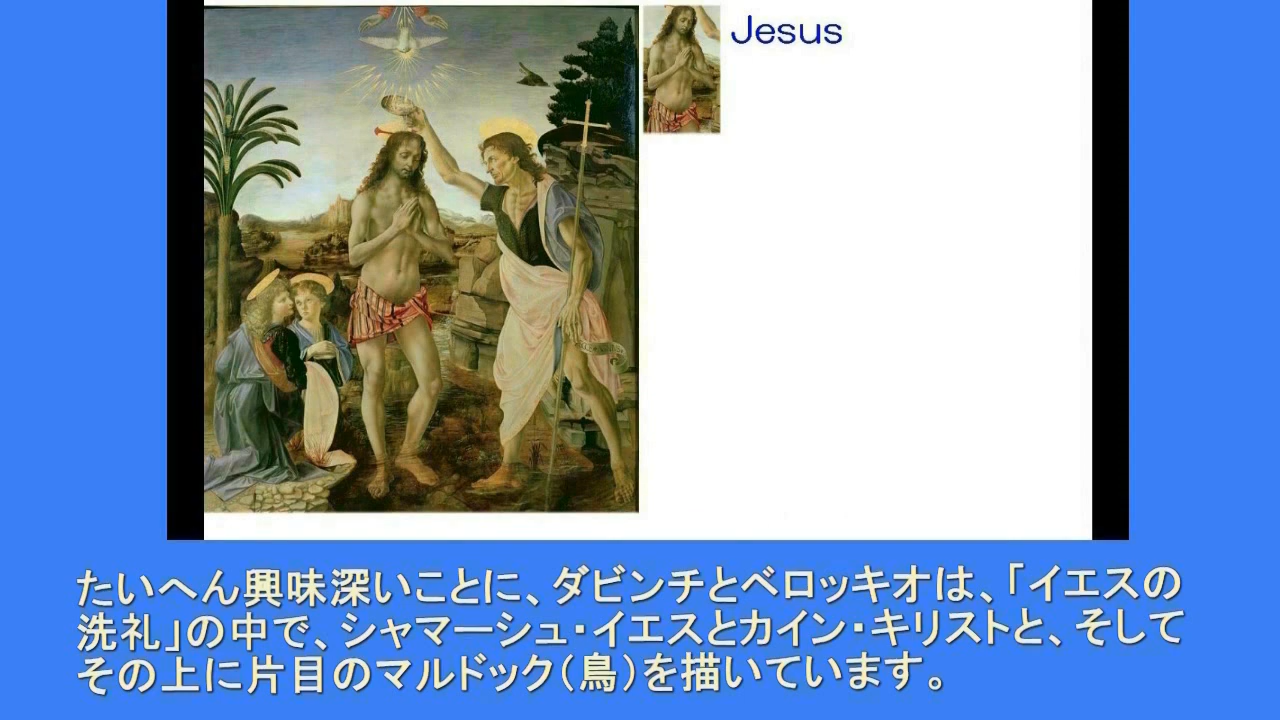 Jesus
たいへん興味深いことに、ダビンチとベロッキオは、「イエスの
洗礼」の中で、シャマーシュ・イエスとカイン・キリストと、そして
その上に片目のマルドック（鳥）を描いています。